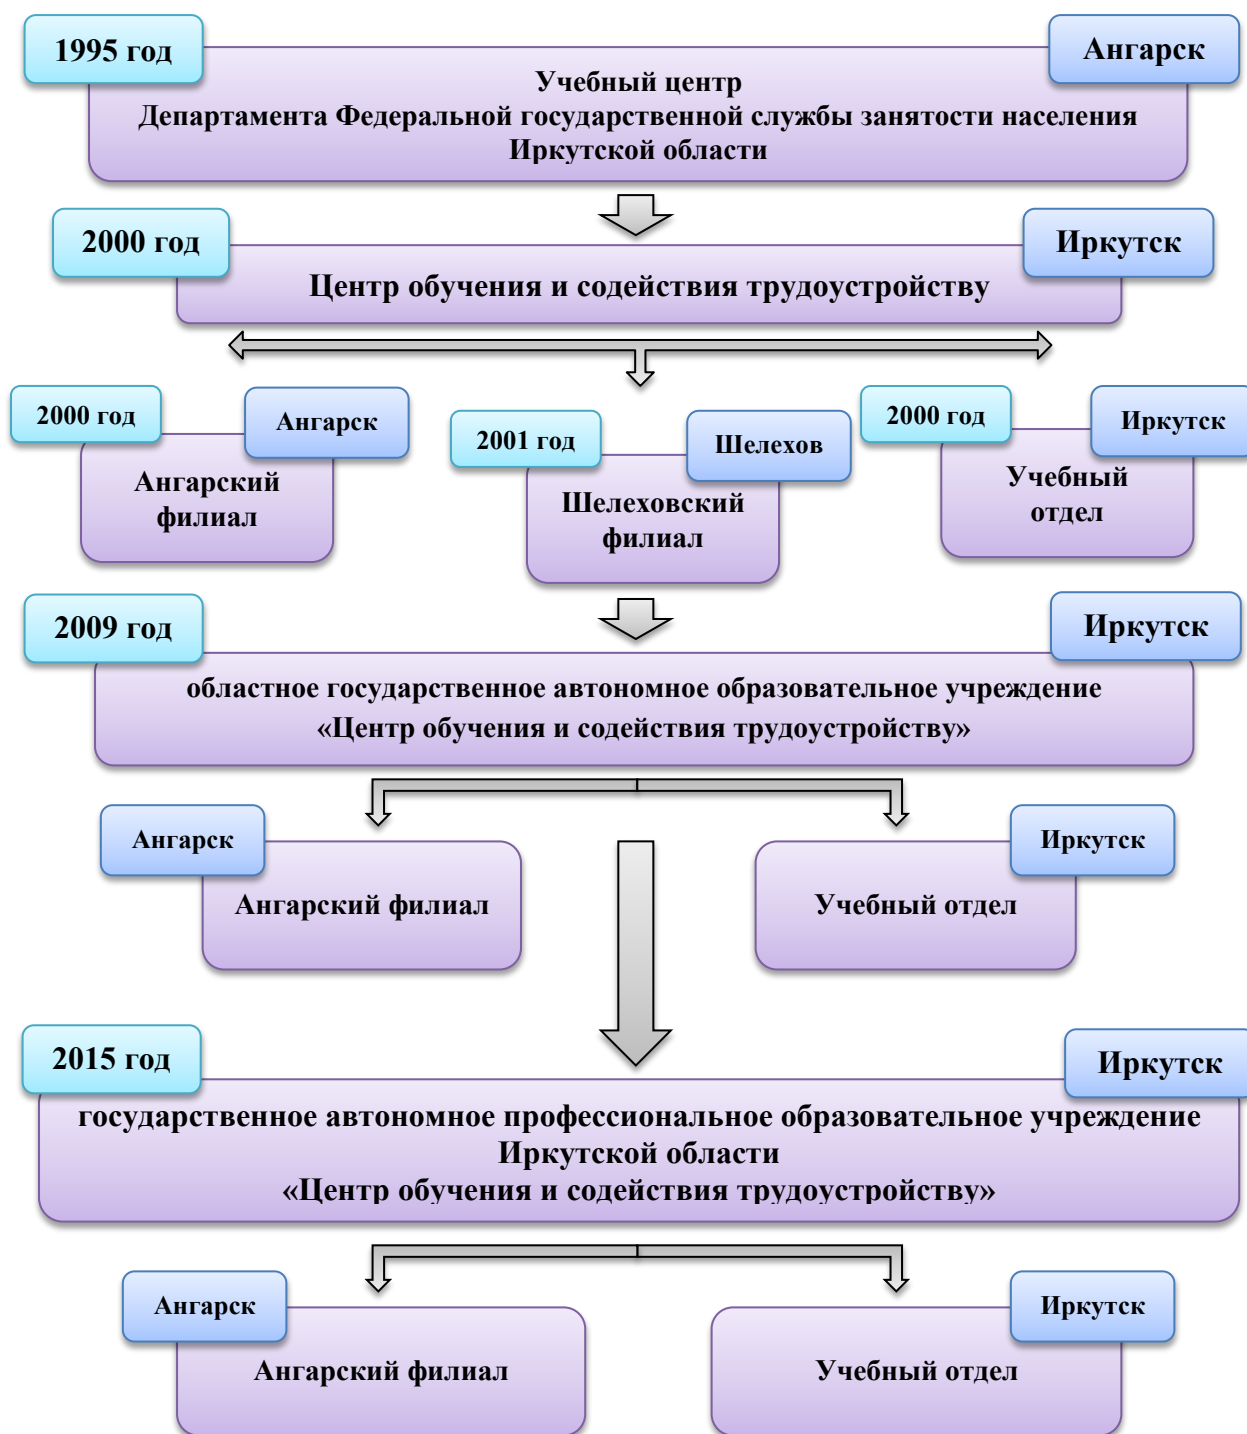 1995 год
Ангарск
Учебный центр
Департамента Федеральной государственной службы занятости населения
Иркутской области
2000 год
Иркутск
Центр обучения и содействия трудоустройству
2000 год
Ангарск
Ангарский
филиал
2001 год
Шелехов
Шелеховский
филиал
2000 год
Иркутск
Учебный
отдел
2009 год
Иркутск
областное государственное автономное образовательное учреждение
«Центр обучения и содействия трудоустройству»
Ангарск
Ангарский филиал
Иркутск
Учебный отдел
2015 год
Иркутск
государственное автономное профессиональное образовательное учреждение
Иркутской области
«Центр обучения и содействия трудоустройству»
Ангарск
Ангарский филиал
Иркутск
Учебный отдел